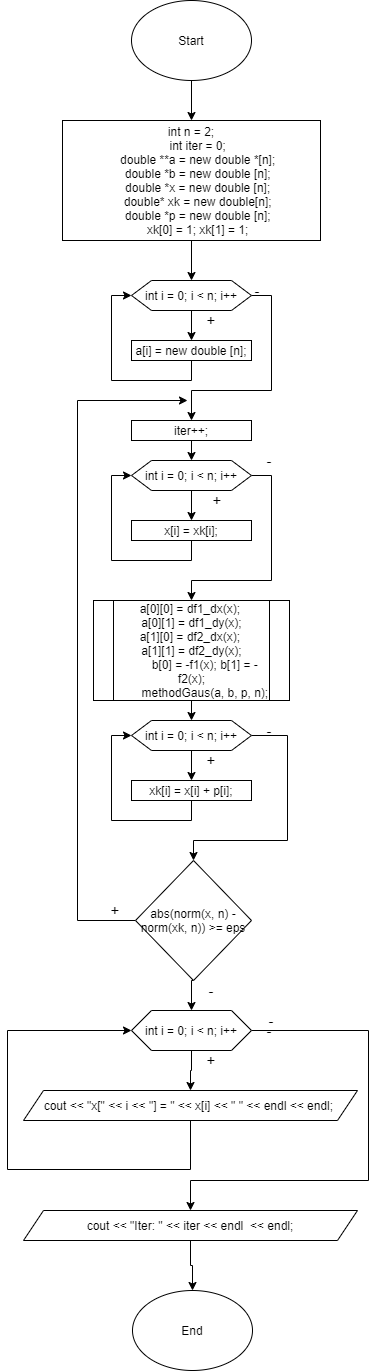 Start
int n = 2;
int iter = 0;
double **a = new double *[n];
double *b = new double [n];
double *x = new double [n];
double* xk = new double[n];
double *p = new double [n];
xk[0] = 1; xk[1] = 1;
int i = 0; i < n; i++
-
+
a[i] = new double [n];
iter++;
-
int i = 0; i < n; i++
+
x[i] = xk[i];
a[0][0] = df1_dx(x);
a[0][1] = df1_dy(x);
a[1][0] = df2_dx(x);
a[1][1] = df2_dy(x);
b[0] = -f1(x); b[1] = -
f2(x);
methodGaus(a, b, p, n);
int i = 0; i < n; i++
-
+
xk[i] = x[i] + p[i];
+
abs(norm(x, n) -
norm(xk, n)) >= eps
-
int i = 0; i < n; i++
-
-
+
cout << "x[" << i << "] = " << x[i] << " " << endl << endl;
cout << "Iter: " << iter << endl  << endl;
End